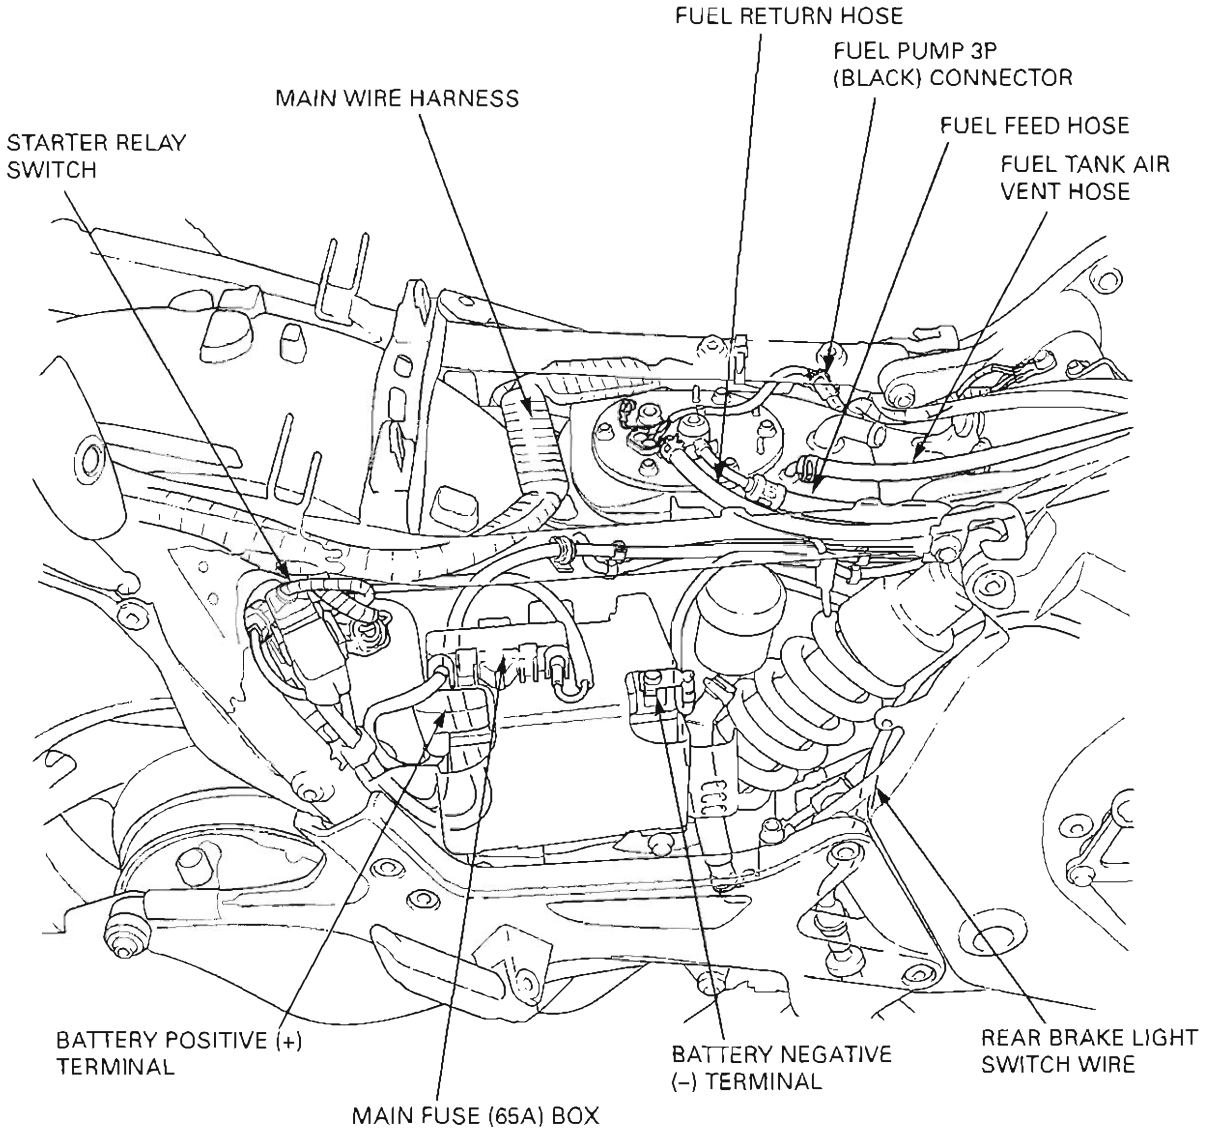 FUEL RETURN HOSE
FUEL PUMP 3P
(BLACK) CONNECTOR
MAIN WIRE HARNESS
FUEL FEED HOSE
STARTER RELAY
SWITCH
FUEL TANK AIR
VENT HOSE
BATTERY POSITIVE (+)
TERMINAL
MAIN FUSE (65A) BOX
BATTERY NEGATIVE
(–) TERMINAL
REAR BRAKE LIGHT
SWITCH WIRE